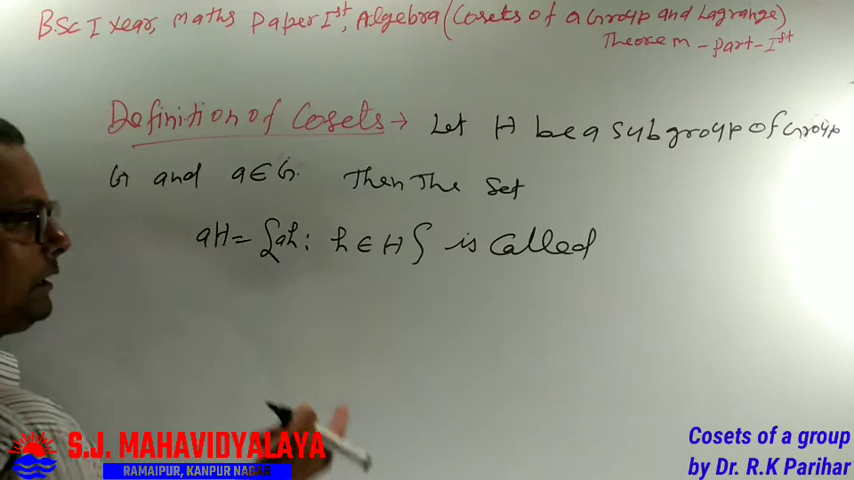 B.Sc I Year, Maths Paper Ist, Algebra (Cosets of a Group and Lagrange)
Theorem - Part - Ist
Definition of Cosets → Let H be a subgroup of Group
G and a ∈ G. Then The Set
aH = {ah : h ∈ H} is called
S.J. MAHAVIDYALAYA
RAMAIPUR, KANPUR NAGAR
Cosets of a group
by Dr. R.K Parihar